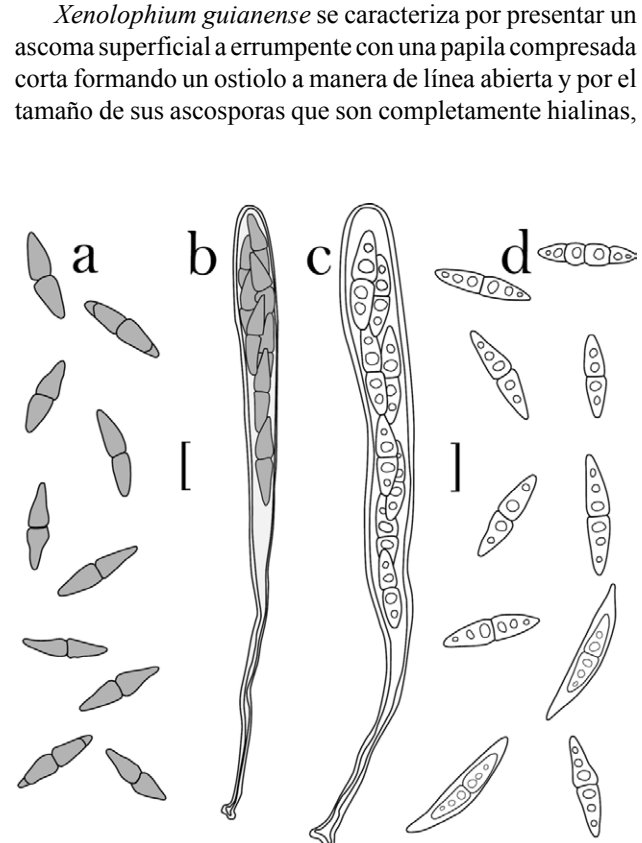 Xenolophium guianense se caracteriza por presentar un
ascoma superficial a errumpente con una papila compresada
corta formando un ostiolo a manera de línea abierta y por el
tamaño de sus ascosporas que son completamente hialinas,
a b c d